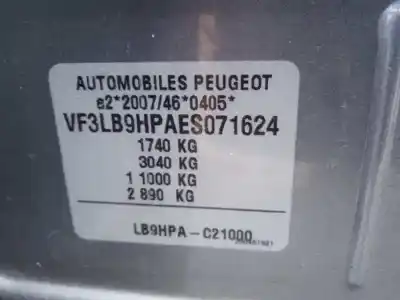 AUTOMOBILES PEUGEOT
e2*2007/46*0405*
VF3LB9HPAES071624
1740 KG
3040 KG
1 1000 KG
2 890 KG
LB9HPA - C21000